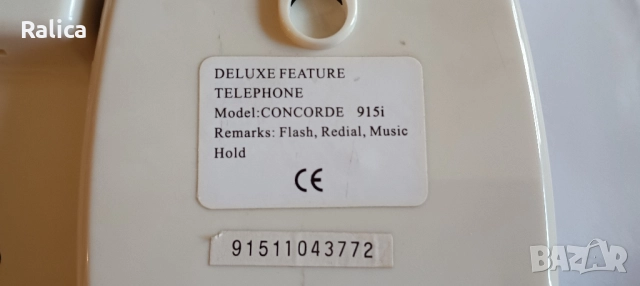 Ralica
DELUXE FEATURE
TELEPHONE
Model:CONCORDE 915i
Remarks: Flash, Redial, Music
Hold
CE
91511043772
BAZAR